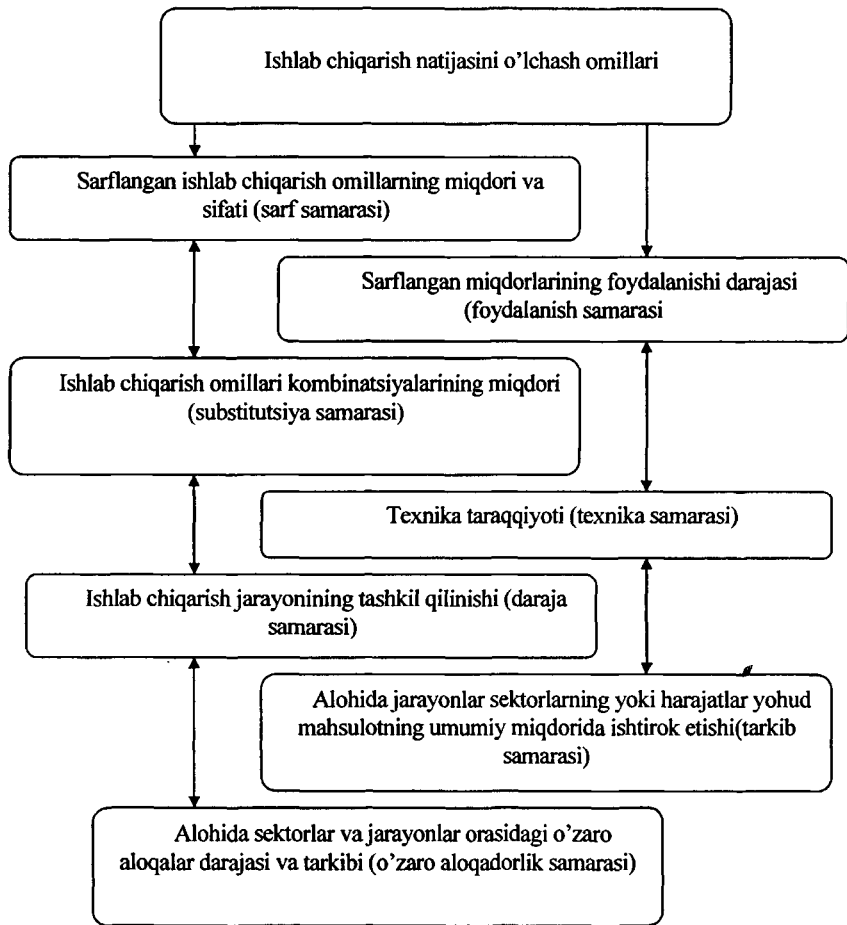 Ishlab chiqarish natijasini o'lchash omillari
Sarflangan ishlab chiqarish omillarning miqdori va
sifati (sarf samarasi)
Sarflangan miqdorlarining foydalanishi darajasi
(foydalanish samarasi
Ishlab chiqarish omillari kombinatsiyalarining miqdori
(substitutsiya samarasi)
Texnika taraqqiyoti (texnika samarasi)
Ishlab chiqarish jarayonining tashkil qilinishi (daraja
samarasi)
Alohida jarayonlar sektorlarning yoki harajatlar yohud
mahsulotning umumiy miqdorida ishtirok etishi(tarkib
samarasi)
Alohida sektorlar va jarayonlar orasidagi o'zaro
aloqalar darajasi va tarkibi (o'zaro aloqadorlik samarasi)